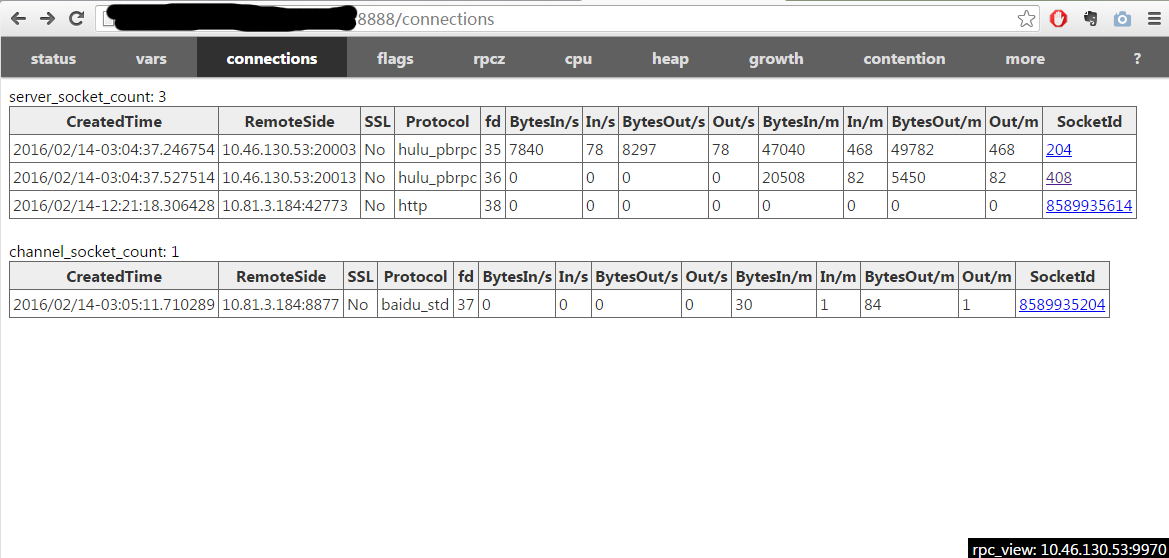 8888/connections
status vars connections flags rpcz cpu heap growth contention more ?
server_socket_count: 3
CreatedTime RemoteSide SSL Protocol fd BytesIn/s In/s BytesOut/s Out/s BytesIn/m In/m BytesOut/m Out/m SocketId
2016/02/14-03:04:37.246754 10.46.130.53:20003 No hulu_pbrpc 35 7840 78 8297 78 47040 468 49782 468 204
2016/02/14-03:04:37.527514 10.46.130.53:20013 No hulu_pbrpc 36 0 0 0 0 20508 82 5450 82 408
2016/02/14-12:21:18.306428 10.81.3.184:42773 No http 38 0 0 0 0 0 0 0 0 8589935614
channel_socket_count: 1
CreatedTime RemoteSide SSL Protocol fd BytesIn/s In/s BytesOut/s Out/s BytesIn/m In/m BytesOut/m Out/m SocketId
2016/02/14-03:05:11.710289 10.81.3.184:8877 No baidu_std 37 0 0 0 0 30 1 84 1 8589935204
rpc_view: 10.46.130.53:9970